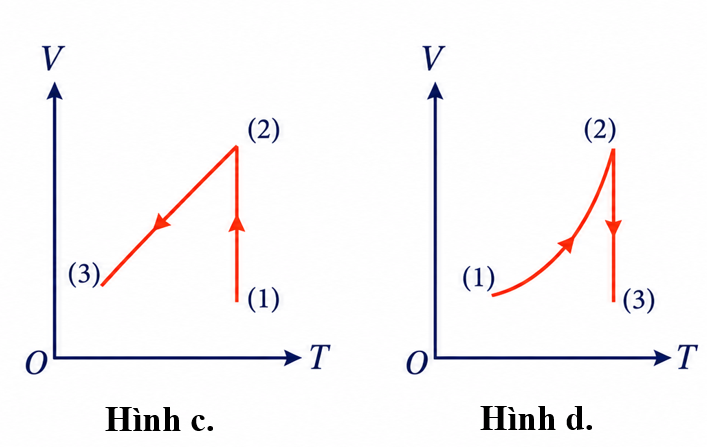 V
(2)
(3)
(1)
O
T
Hình c.
V
(2)
(1)
(3)
O
T
Hình d.